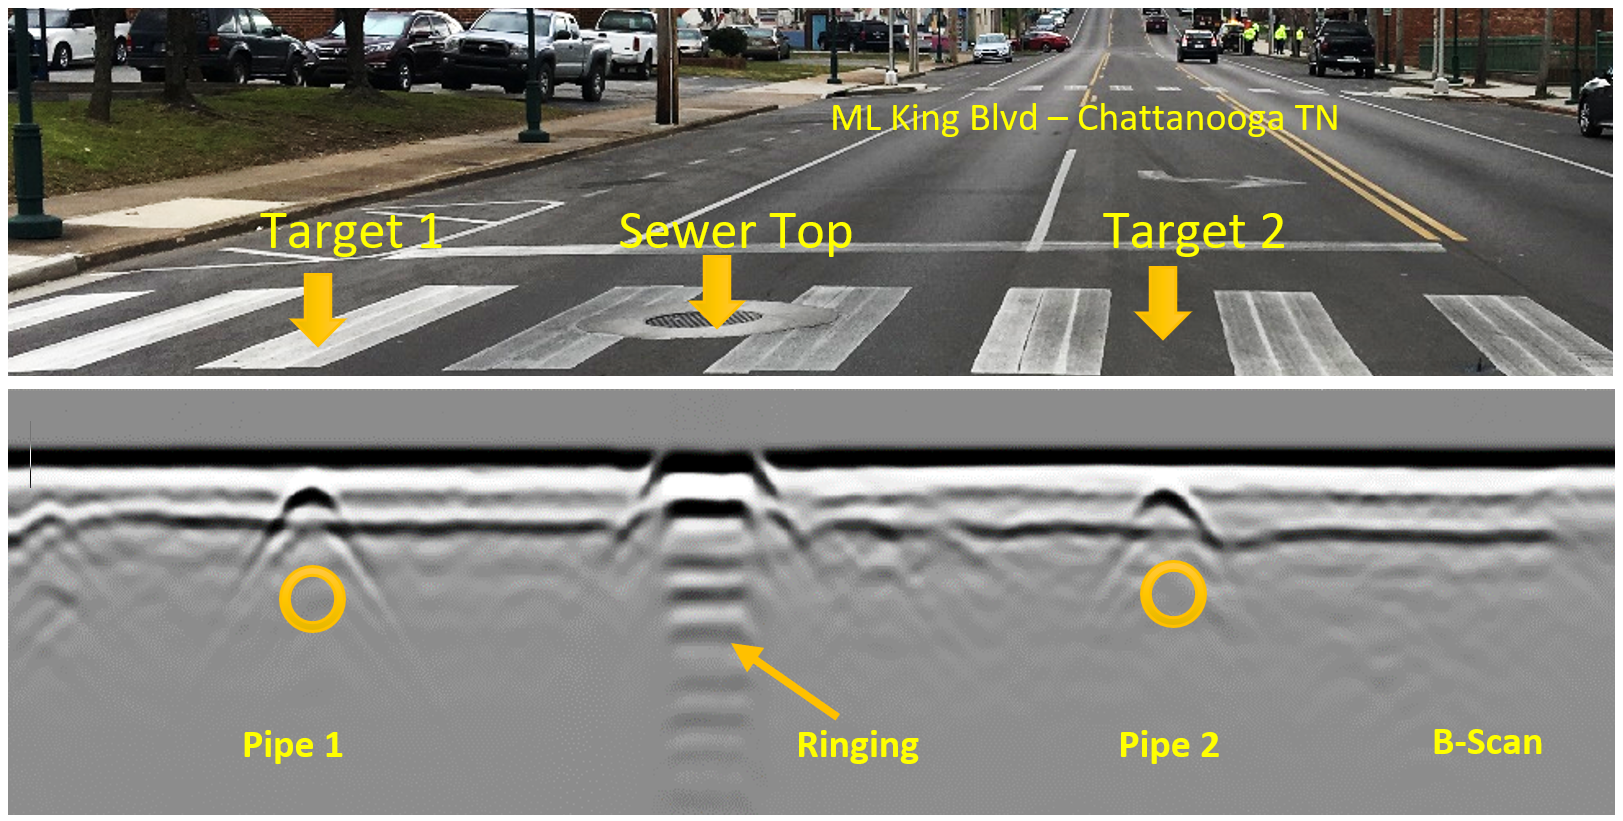 ML King Blvd – Chattanooga TN
Target 1
Sewer Top
Target 2
Pipe 1
Ringing
Pipe 2
B-Scan